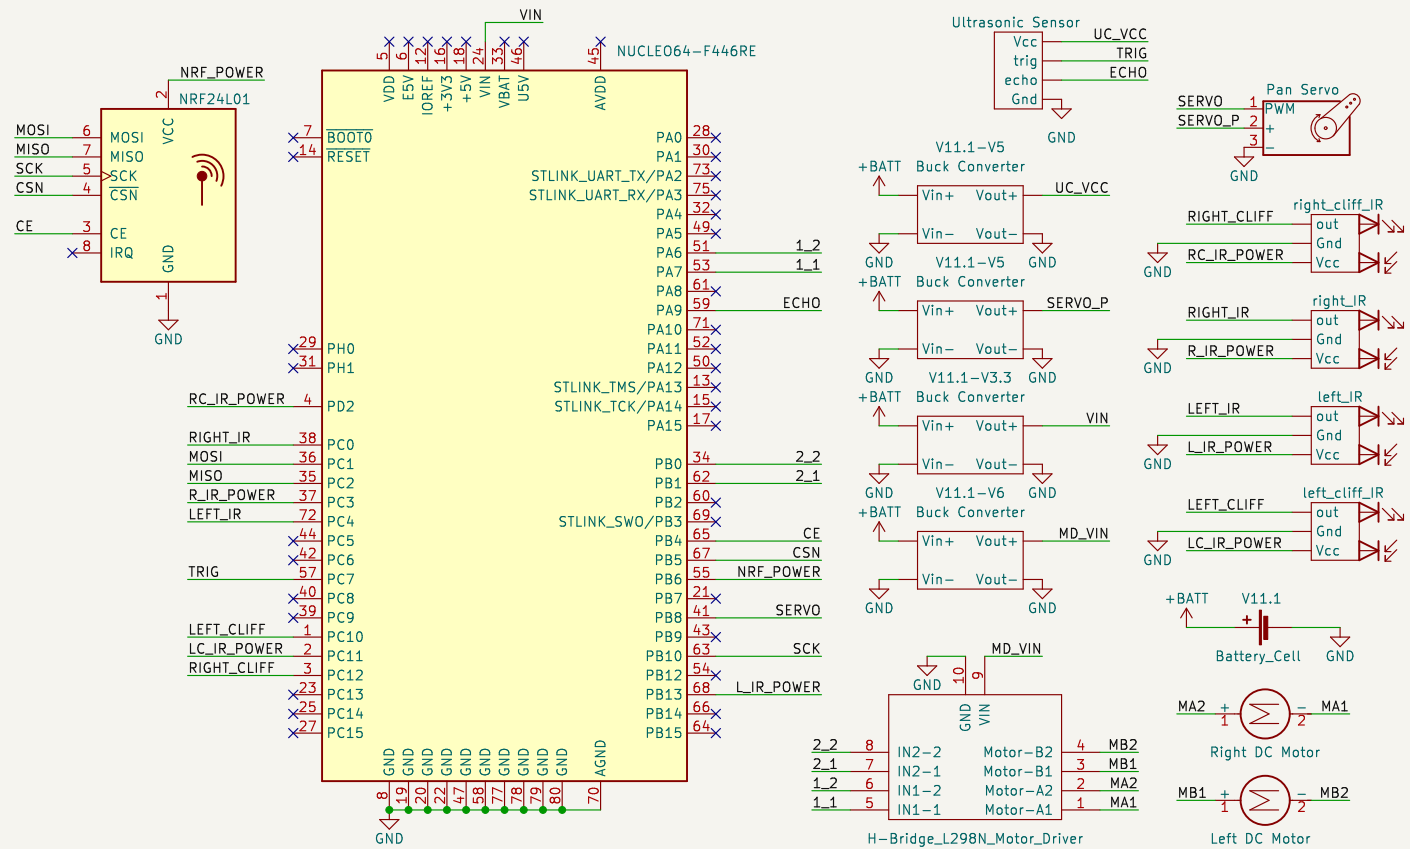 NRF_POWER
2
NRF24L01
VCC
MOSI 6 MOSI
MISO 7 MISO
SCK 5 SCK
CSN 4 CSN
CE 3 CE
8 IRQ
GND
1
GND
VIN
NUCLEO64-F446RE
5 6 12 16 18 24 33 46 45
VDD E5V IOREF +3V3 +5V VIN VBAT U5V AVDD
7 BOOT0
14 RESET
29 PH0
31 PH1
RC_IR_POWER 4 PD2
RIGHT_IR 38 PC0
MOSI 36 PC1
MISO 35 PC2
R_IR_POWER 37 PC3
LEFT_IR 72 PC4
44 PC5
42 PC6
TRIG 57 PC7
40 PC8
39 PC9
LEFT_CLIFF 1 PC10
LC_IR_POWER 2 PC11
RIGHT_CLIFF 3 PC12
23 PC13
25 PC14
27 PC15
PA0 28
PA1 30
STLINK_UART_TX/PA2 73
STLINK_UART_RX/PA3 75
PA4 32
PA5 49
PA6 51 1_2
PA7 53 1_1
PA8 61
PA9 59 ECHO
PA10 71
PA11 52
PA12 50
STLINK_TMS/PA13 13
STLINK_TCK/PA14 15
PA15 17
PB0 34 2_2
PB1 62 2_1
PB2 60
STLINK_SWO/PB3 69
PB4 65 CE
PB5 67 CSN
PB6 55 NRF_POWER
PB7 21
PB8 41 SERVO
PB9 43
PB10 63 SCK
PB12 54
PB13 68 L_IR_POWER
PB14 66
PB15 64
GND GND GND GND GND GND GND GND GND GND AGND
8 19 20 22 47 58 77 78 79 80 70
GND
Ultrasonic Sensor
Vcc UC_VCC
trig TRIG
echo ECHO
Gnd
GND
V11.1-V5
+BATT Buck Converter
Vin+ Vout+ UC_VCC
Vin- Vout-
GND GND
V11.1-V5
+BATT Buck Converter
Vin+ Vout+ SERVO_P
Vin- Vout-
GND GND
V11.1-V3.3
+BATT Buck Converter
Vin+ Vout+ VIN
Vin- Vout-
GND GND
V11.1-V6
+BATT Buck Converter
Vin+ Vout+ MD_VIN
Vin- Vout-
GND GND
MD_VIN
GND 10 9
GND VIN
2_2 8 IN2-2 Motor-B2 4 MB2
2_1 7 IN2-1 Motor-B1 3 MB1
1_2 6 IN1-2 Motor-A2 2 MA2
1_1 5 IN1-1 Motor-A1 1 MA1
H-Bridge_L298N_Motor_Driver
Pan Servo
SERVO 1 PWM
SERVO_P 2 +
3 -
GND
right_cliff_IR
RIGHT_CLIFF out
Gnd
GND
RC_IR_POWER Vcc
right_IR
RIGHT_IR out
Gnd
GND
R_IR_POWER Vcc
left_IR
LEFT_IR out
Gnd
GND
L_IR_POWER Vcc
left_cliff_IR
LEFT_CLIFF out
Gnd
GND
LC_IR_POWER Vcc
+BATT V11.1
+
Battery_Cell GND
MA2 + 1 - 2 MA1
Right DC Motor
MB1 + 1 - 2 MB2
Left DC Motor